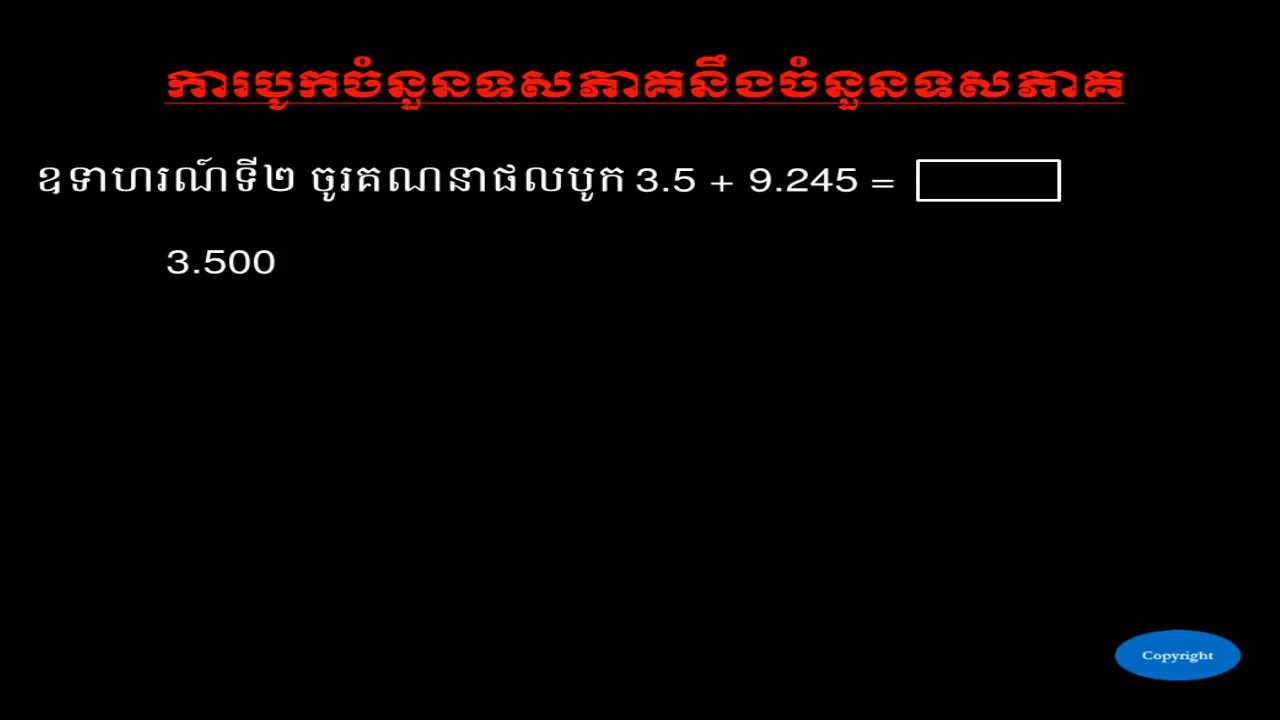 ការបូកចំនួនទសភាគនឹងចំនួនទសភាគ
ឧទាហរណ៍ទី២ ចូរគណនាផលបូក 3.5 + 9.245 =
3.500
Copyright